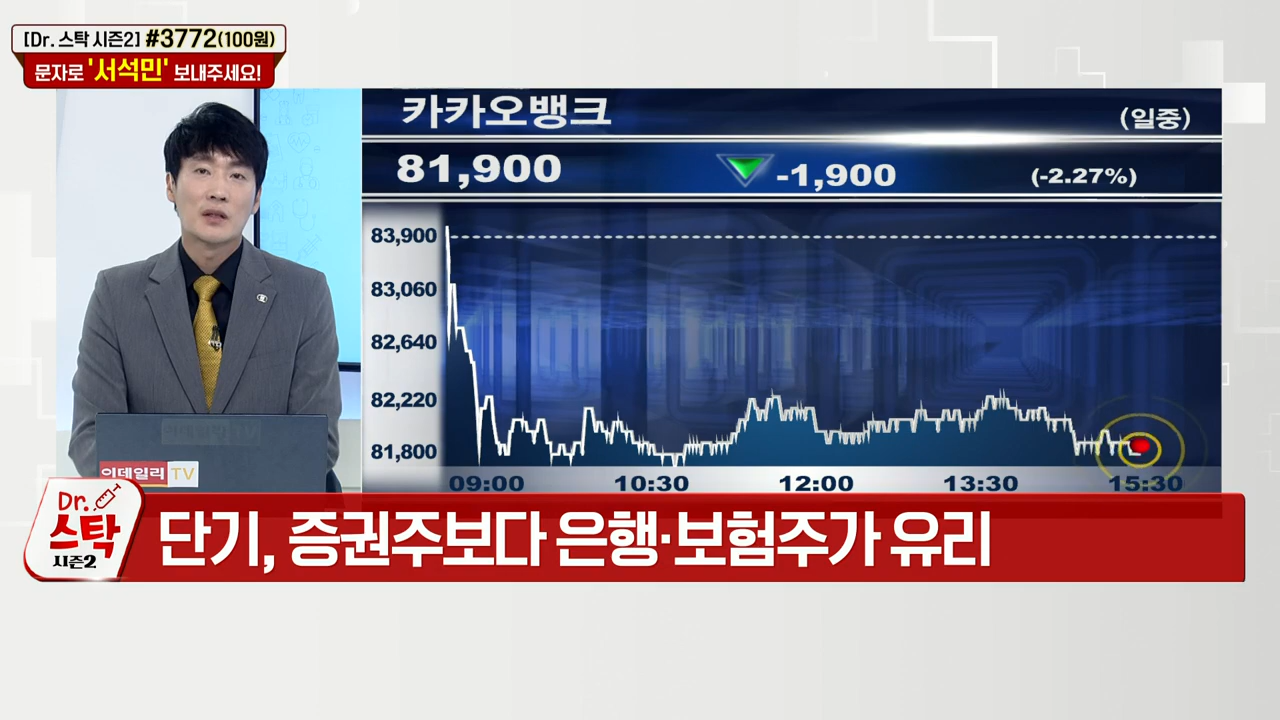 [Dr. 스탁 시즌2] #3772(100원)
문자로 '서석민' 보내주세요!
카카오뱅크
(일중)
81,900
-1,900
(-2.27%)
83,900
83,060
82,640
82,220
81,800
09:00
10:30
12:00
13:30
15:30
이데일리 TV
Dr.
스탁
시즌2
단기, 증권주보다 은행·보험주가 유리